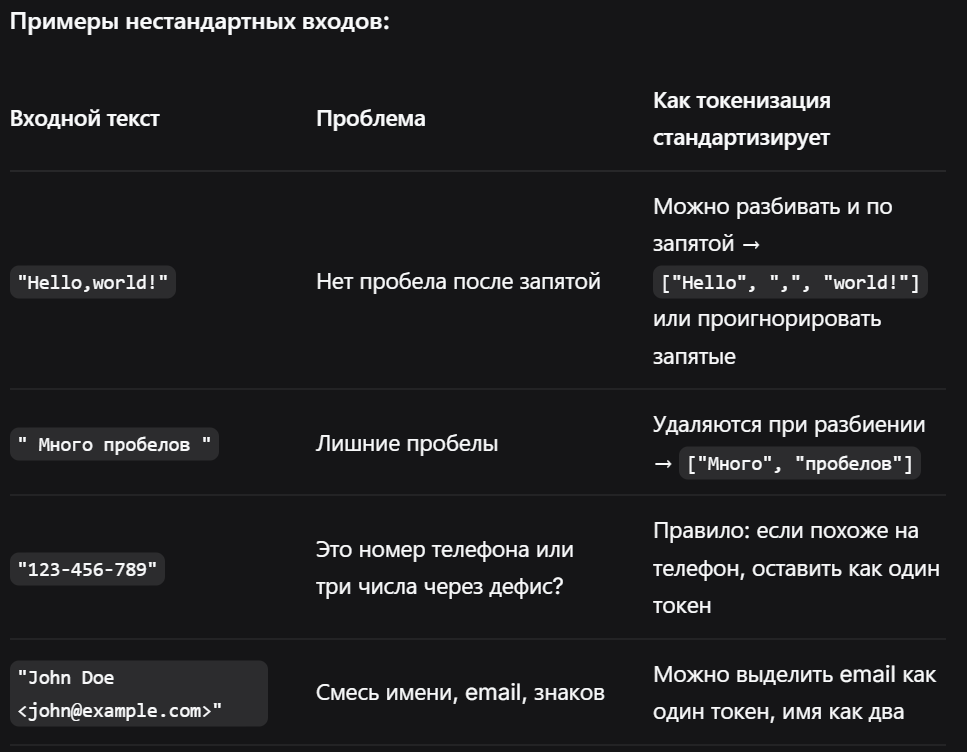 Примеры нестандартных входов:
Входной текст
Проблема
Как токенизация
стандартизирует
"Hello,world!"
Нет пробела после запятой
Можно разбивать и по
запятой →
["Hello", ",", "world!"]
или проигнорировать
запятые
" Много пробелов "
Лишние пробелы
Удаляются при разбиении
→ ["Много", "пробелов"]
"123-456-789"
Это номер телефона или
три числа через дефис?
Правило: если похоже на
телефон, оставить как один
токен
"John Doe
<john@example.com>"
Смесь имени, email, знаков
Можно выделить email как
один токен, имя как два